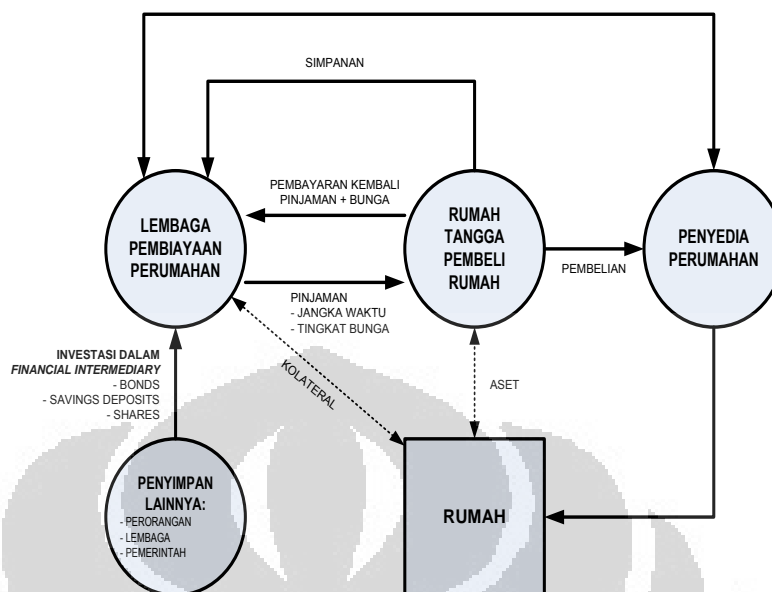 SIMPANAN
PEMBAYARAN KEMBALI
PINJAMAN + BUNGA
LEMBAGA
PEMBIAYAAN
PERUMAHAN
RUMAH
TANGGA
PEMBELI
RUMAH
PENYEDIA
PERUMAHAN
PEMBELIAN
PINJAMAN
- JANGKA WAKTU
- TINGKAT BUNGA
INVESTASI DALAM
FINANCIAL INTERMEDIARY
- BONDS
- SAVINGS DEPOSITS
- SHARES
KOLATERAL
ASET
PENYIMPAN
LAINNYA:
- PERORANGAN
- LEMBAGA
- PEMERINTAH
RUMAH